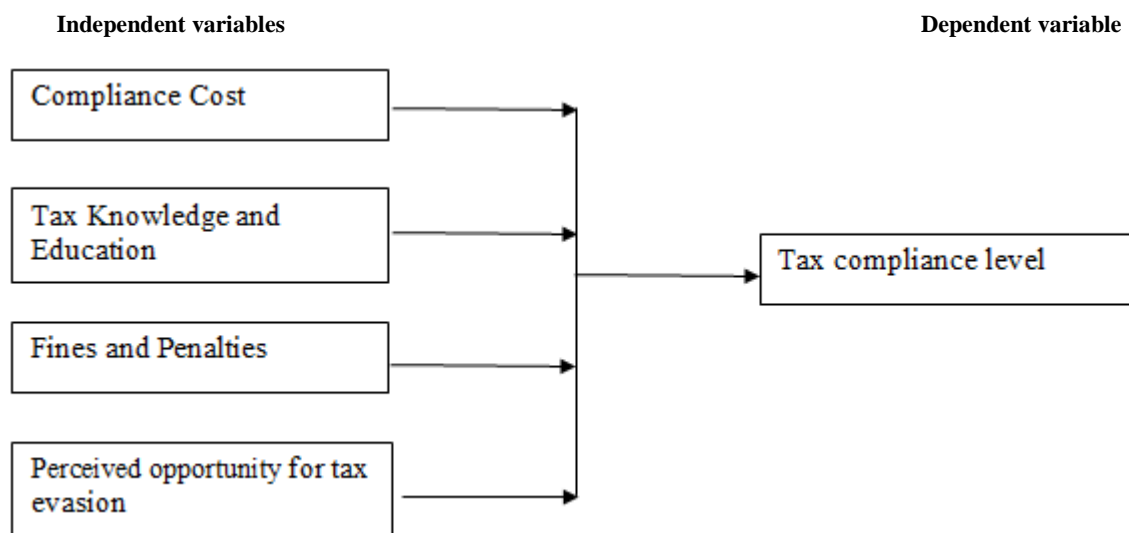 Independent variables
Dependent variable
Compliance Cost
Tax Knowledge and
Education
Fines and Penalties
Perceived opportunity for tax
evasion
Tax compliance level